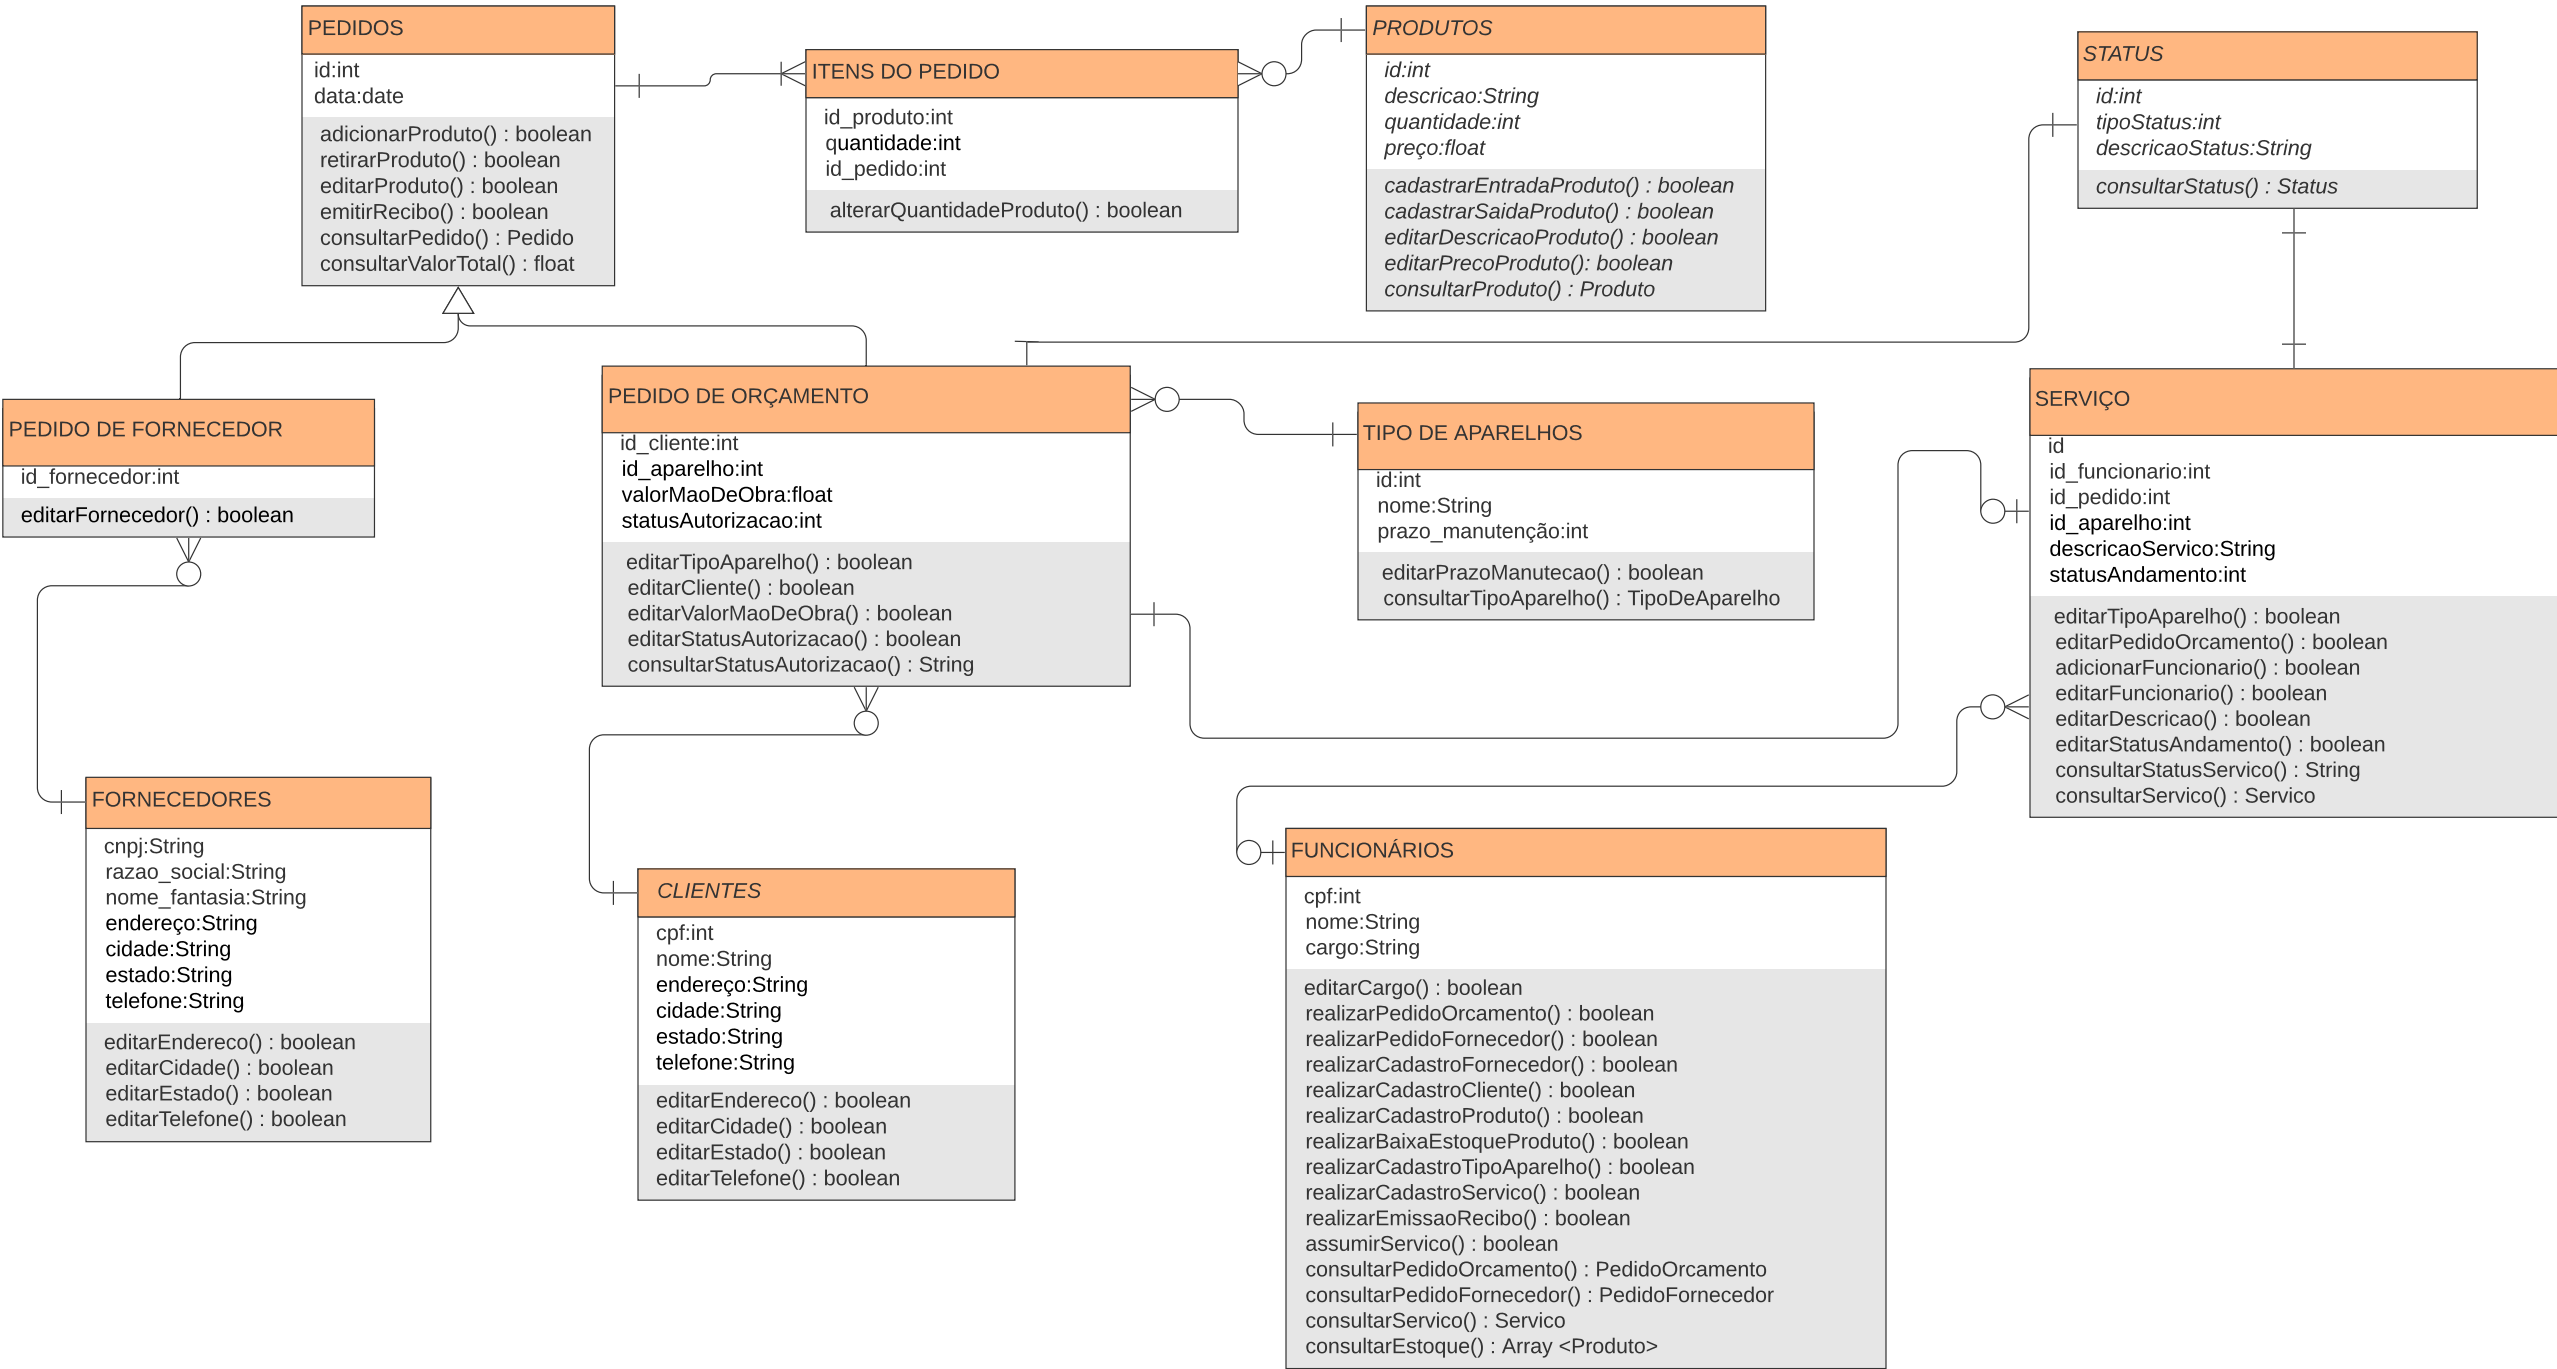 PEDIDOS
id:int
data:date
adicionarProduto() : boolean
retirarProduto() : boolean
editarProduto() : boolean
emitirRecibo() : boolean
consultarPedido() : Pedido
consultarValorTotal() : float
ITENS DO PEDIDO
id_produto:int
quantidade:int
id_pedido:int
alterarQuantidadeProduto() : boolean
PRODUTOS
id:int
descricao:String
quantidade:int
preço:float
cadastrarEntradaProduto() : boolean
cadastrarSaidaProduto() : boolean
editarDescricaoProduto() : boolean
editarPrecoProduto(): boolean
consultarProduto() : Produto
STATUS
id:int
tipoStatus:int
descricaoStatus:String
consultarStatus() : Status
PEDIDO DE FORNECEDOR
id_fornecedor:int
editarFornecedor() : boolean
PEDIDO DE ORÇAMENTO
id_cliente:int
id_aparelho:int
valorMaoDeObra:float
statusAutorizacao:int
editarTipoAparelho() : boolean
editarCliente() : boolean
editarValorMaoDeObra() : boolean
editarStatusAutorizacao() : boolean
consultarStatusAutorizacao() : String
TIPO DE APARELHOS
id:int
nome:String
prazo_manutenção:int
editarPrazoManutecao() : boolean
consultarTipoAparelho() : TipoDeAparelho
SERVIÇO
id
id_funcionario:int
id_pedido:int
id_aparelho:int
descricaoServico:String
statusAndamento:int
editarTipoAparelho() : boolean
editarPedidoOrcamento() : boolean
adicionarFuncionario() : boolean
editarFuncionario() : boolean
editarDescricao() : boolean
editarStatusAndamento() : boolean
consultarStatusServico() : String
consultarServico() : Servico
FORNECEDORES
cnpj:String
razao_social:String
nome_fantasia:String
endereço:String
cidade:String
estado:String
telefone:String
editarEndereco() : boolean
editarCidade() : boolean
editarEstado() : boolean
editarTelefone() : boolean
CLIENTES
cpf:int
nome:String
endereço:String
cidade:String
estado:String
telefone:String
editarEndereco() : boolean
editarCidade() : boolean
editarEstado() : boolean
editarTelefone() : boolean
FUNCIONÁRIOS
cpf:int
nome:String
cargo:String
editarCargo() : boolean
realizarPedidoOrcamento() : boolean
realizarPedidoFornecedor() : boolean
realizarCadastroFornecedor() : boolean
realizarCadastroCliente() : boolean
realizarCadastroProduto() : boolean
realizarBaixaEstoqueProduto() : boolean
realizarCadastroTipoAparelho() : boolean
realizarCadastroServico() : boolean
realizarEmissaoRecibo() : boolean
assumirServico() : boolean
consultarPedidoOrcamento() : PedidoOrcamento
consultarPedidoFornecedor() : PedidoFornecedor
consultarServico() : Servico
consultarEstoque() : Array <Produto>